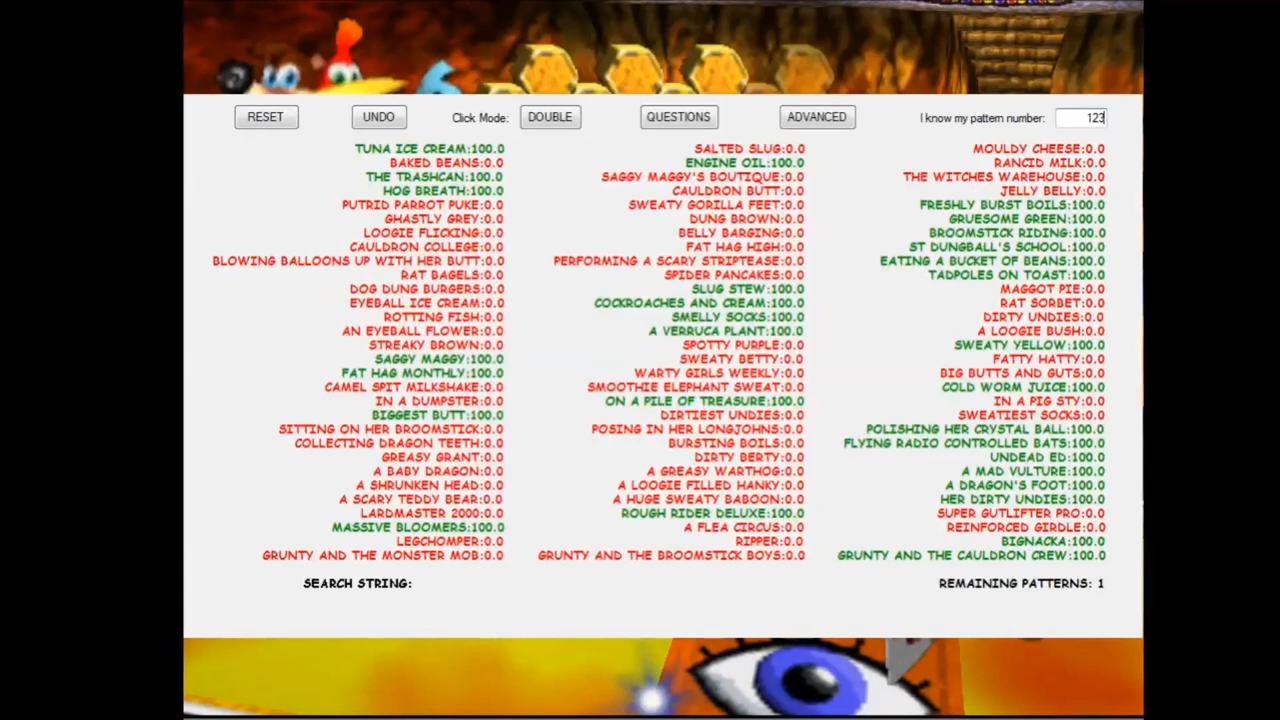 RESET UNDO Click Mode: DOUBLE QUESTIONS ADVANCED I know my pattern number: 123
TUNA ICE CREAM:100.0 SALTED SLUG:0.0 MOULDY CHEESE:0.0
BAKED BEANS:0.0 ENGINE OIL:100.0 RANCID MILK:0.0
THE TRASHCAN:100.0 SAGGY MAGGY'S BOUTIQUE:0.0 THE WITCHES WAREHOUSE:0.0
HOG BREATH:100.0 CAULDRON BUTT:0.0 JELLY BELLY:0.0
PUTRID PARROT PUKE:0.0 SWEATY GORILLA FEET:0.0 FRESHLY BURST BOILS:100.0
GHASTLY GREY:0.0 DUNG BROWN:0.0 GRUESOME GREEN:100.0
LOOGIE FLICKING:0.0 BELLY BARGING:0.0 BROOMSTICK RIDING:100.0
CAULDRON COLLEGE:0.0 FAT HAG HIGH:0.0 ST DUNGBALL'S SCHOOL:100.0
BLOWING BALLOONS UP WITH HER BUTT:0.0 PERFORMING A SCARY STRIPTEASE:0.0 EATING A BUCKET OF BEANS:100.0
RAT BAGELS:0.0 SPIDER PANCAKES:0.0 TADPOLES ON TOAST:100.0
DOG DUNG BURGERS:0.0 SLUG STEW:100.0 MAGGOT PIE:0.0
EYEBALL ICE CREAM:0.0 COCKROACHES AND CREAM:100.0 RAT SORBET:0.0
ROTTING FISH:0.0 SMELLY SOCKS:100.0 DIRTY UNDIES:0.0
AN EYEBALL FLOWER:0.0 A VERRUCA PLANT:100.0 A LOOGIE BUSH:0.0
STREAKY BROWN:0.0 SPOTTY PURPLE:0.0 SWEATY YELLOW:100.0
SAGGY MAGGY:100.0 SWEATY BETTY:0.0 FATTY HATTY:0.0
FAT HAG MONTHLY:100.0 WARTY GIRLS WEEKLY:0.0 BIG BUTTS AND GUTS:0.0
CAMEL SPIT MILKSHAKE:0.0 SMOOTHIE ELEPHANT SWEAT:0.0 COLD WORM JUICE:100.0
IN A DUMPSTER:0.0 ON A PILE OF TREASURE:100.0 IN A PIG STY:0.0
BIGGEST BUTT:100.0 DIRTIEST UNDIES:0.0 SWEATIEST SOCKS:0.0
SITTING ON HER BROOMSTICK:0.0 POSING IN HER LONGJOHNS:0.0 POLISHING HER CRYSTAL BALL:100.0
COLLECTING DRAGON TEETH:0.0 BURSTING BOILS:0.0 FLYING RADIO CONTROLLED BATS:100.0
GREASY GRANT:0.0 DIRTY BERTY:0.0 UNDEAD ED:100.0
A BABY DRAGON:0.0 A GREASY WARTHOG:0.0 A MAD VULTURE:100.0
A SHRUNKEN HEAD:0.0 A LOOGIE FILLED HANKY:0.0 A DRAGON'S FOOT:100.0
A SCARY TEDDY BEAR:0.0 A HUGE SWEATY BABOON:0.0 HER DIRTY UNDIES:100.0
LARDMASTER 2000:0.0 ROUGH RIDER DELUXE:100.0 SUPER GUTLIFTER PRO:0.0
MASSIVE BLOOMERS:100.0 A FLEA CIRCUS:0.0 REINFORCED GIRDLE:0.0
LEGCHOMPER:0.0 RIPPER:0.0 BIGNACKA:100.0
GRUNTY AND THE MONSTER MOB:0.0 GRUNTY AND THE BROOMSTICK BOYS:0.0 GRUNTY AND THE CAULDRON CREW:100.0
SEARCH STRING: REMAINING PATTERNS: 1